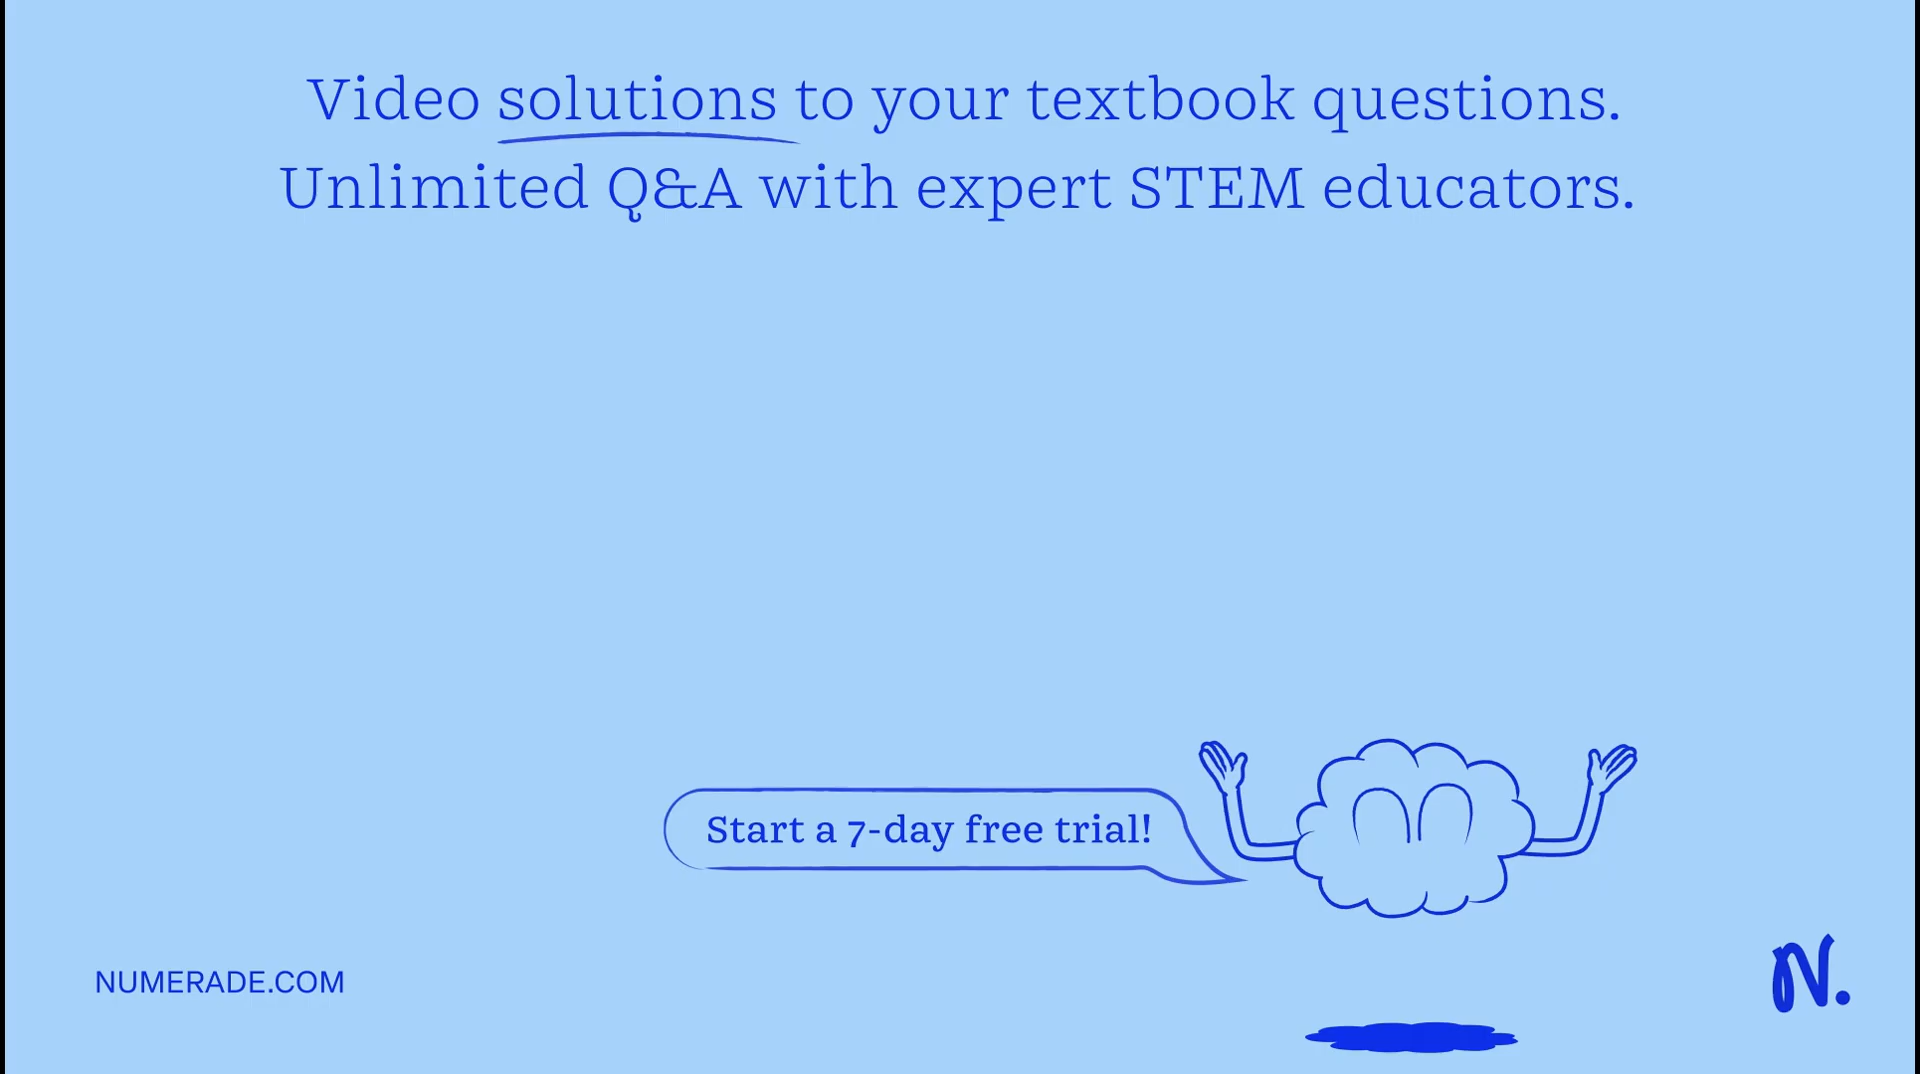 Video solutions to your textbook questions.
Unlimited Q&A with expert STEM educators.
Start a 7-day free trial!
NUMERADE.COM
N.